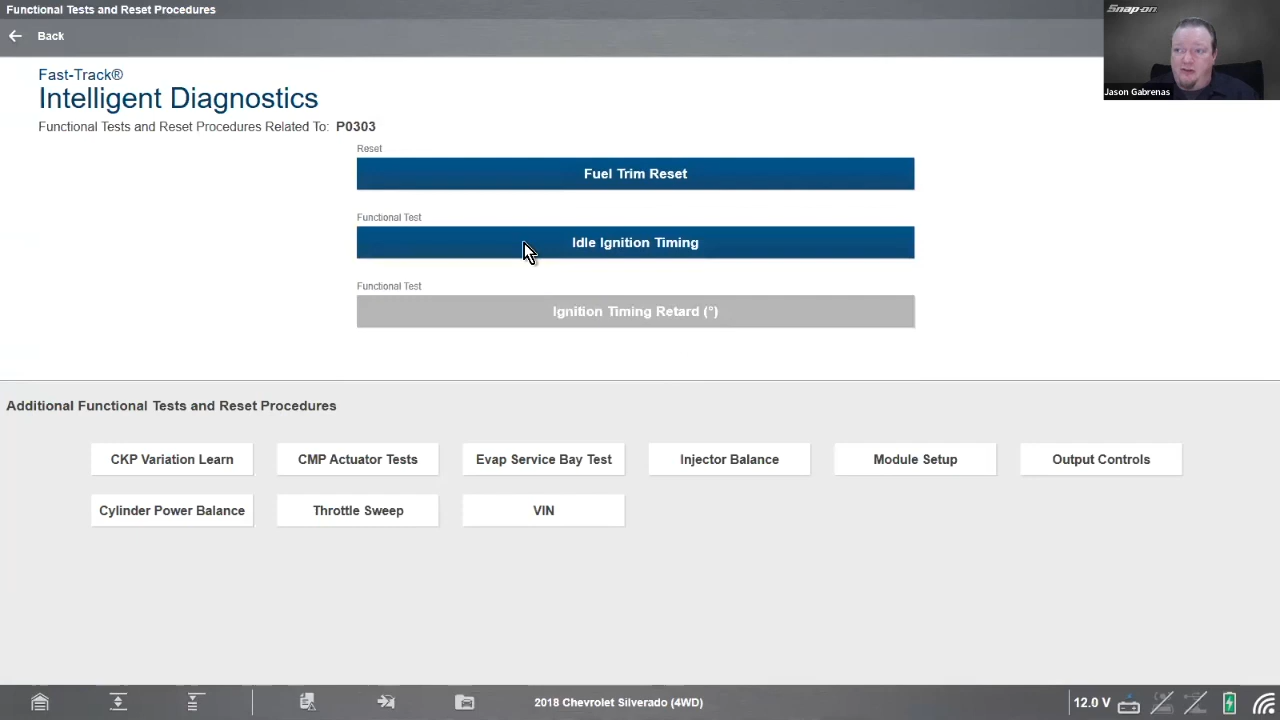 Functional Tests and Reset Procedures
Back
Snap-on
Jason Gabrenas
Fast-Track®
Intelligent Diagnostics
Functional Tests and Reset Procedures Related To: P0303
Reset
Fuel Trim Reset
Functional Test
Idle Ignition Timing
Functional Test
Ignition Timing Retard (°)
Additional Functional Tests and Reset Procedures
CKP Variation Learn
CMP Actuator Tests
Evap Service Bay Test
Injector Balance
Module Setup
Output Controls
Cylinder Power Balance
Throttle Sweep
VIN
2018 Chevrolet Silverado (4WD)
12.0 V